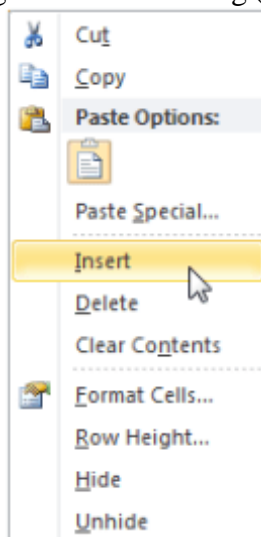 Cut
Copy
Paste Options:
Paste Special...
Insert
Delete
Clear Contents
Format Cells...
Row Height...
Hide
Unhide